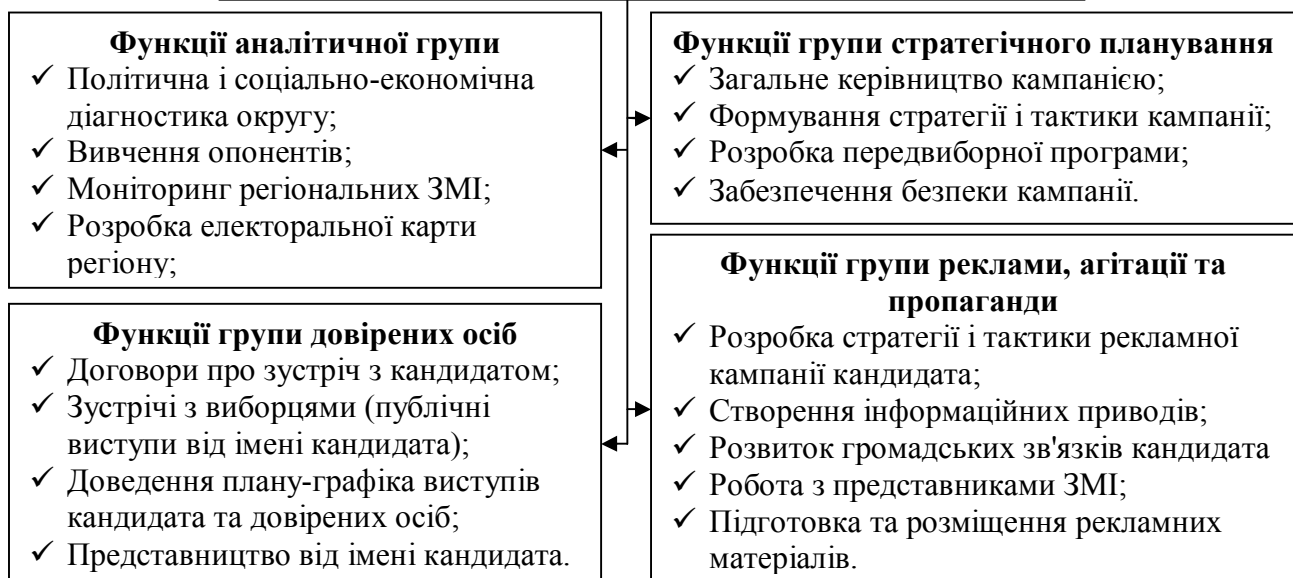 Функції аналітичної групи
✓ Політична і соціально-економічна
діагностика округу;
✓ Вивчення опонентів;
✓ Моніторинг регіональних ЗМІ;
✓ Розробка електоральної карти
регіону;
Функції групи стратегічного планування
✓ Загальне керівництво кампанією;
✓ Формування стратегії і тактики кампанії;
✓ Розробка передвиборної програми;
✓ Забезпечення безпеки кампанії.
Функції групи довірених осіб
✓ Договори про зустріч з кандидатом;
✓ Зустрічі з виборцями (публічні
виступи від імені кандидата);
✓ Доведення плану-графіка виступів
кандидата та довірених осіб;
✓ Представництво від імені кандидата.
Функції групи реклами, агітації та
пропаганди
✓ Розробка стратегії і тактики рекламної
кампанії кандидата;
✓ Створення інформаційних приводів;
✓ Розвиток громадських зв'язків кандидата
✓ Робота з представниками ЗМІ;
✓ Підготовка та розміщення рекламних
матеріалів.